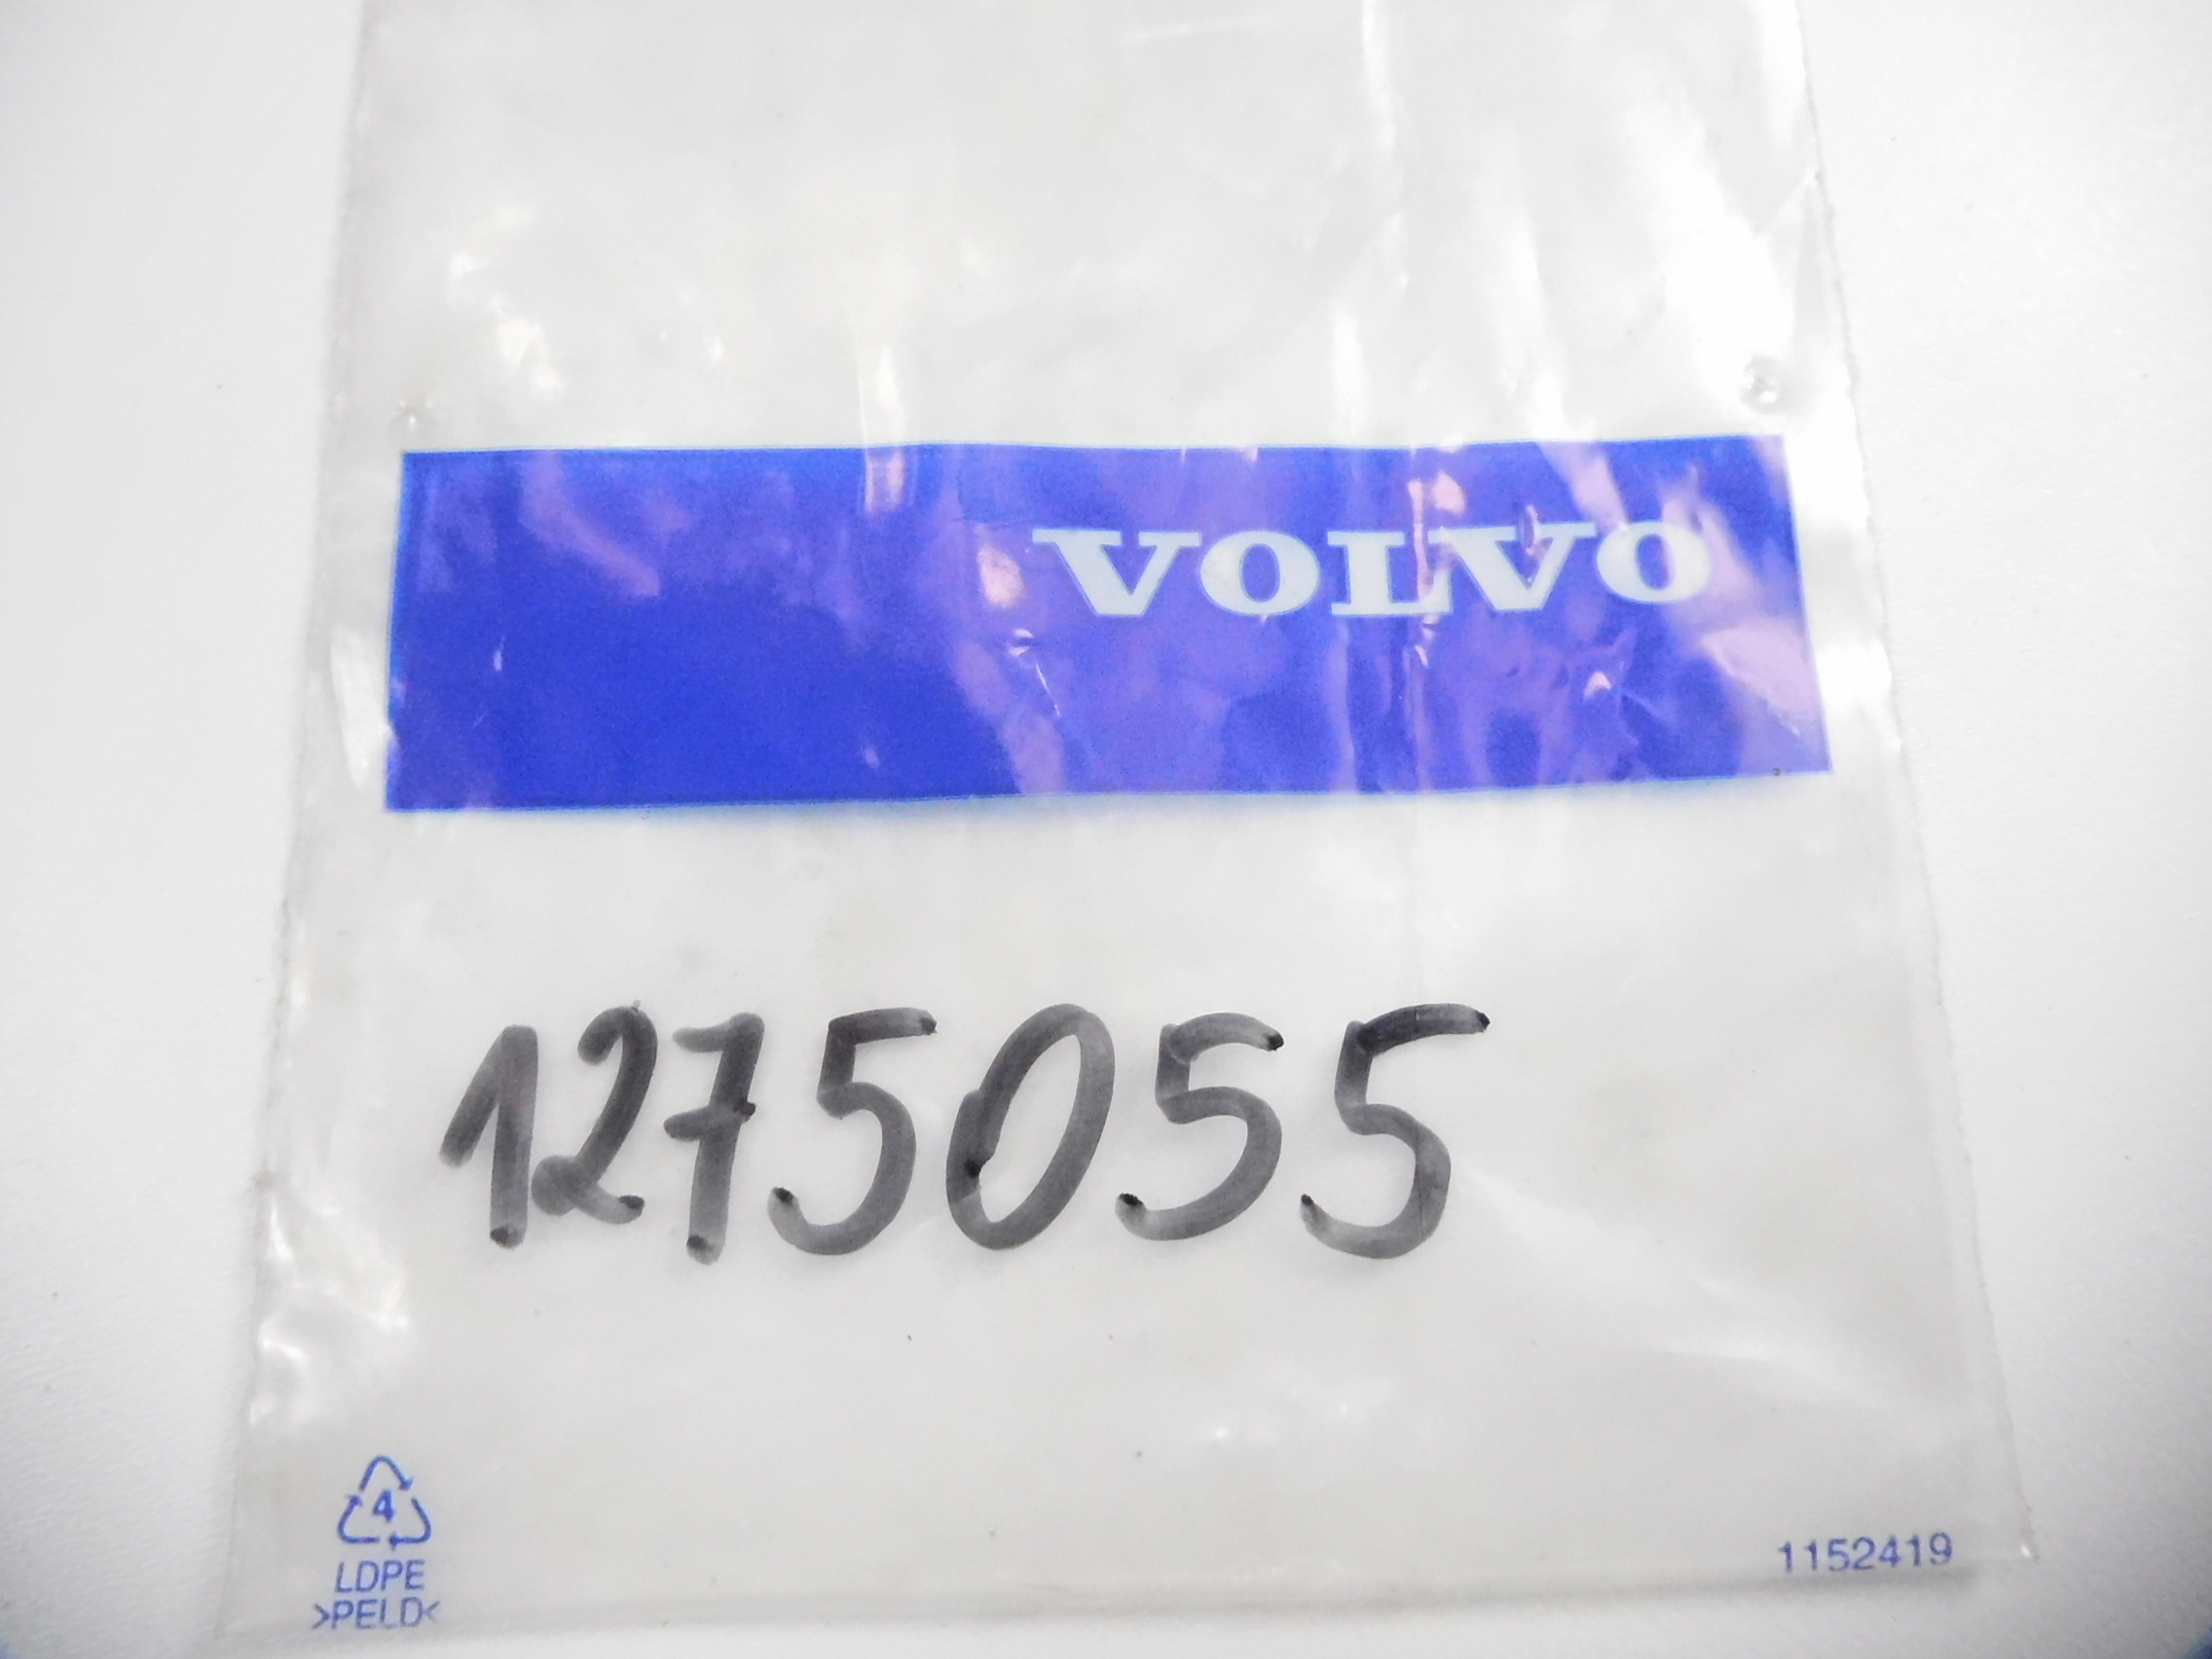 VOLVO
1275055
4
LDPE
>PELD<
1152419